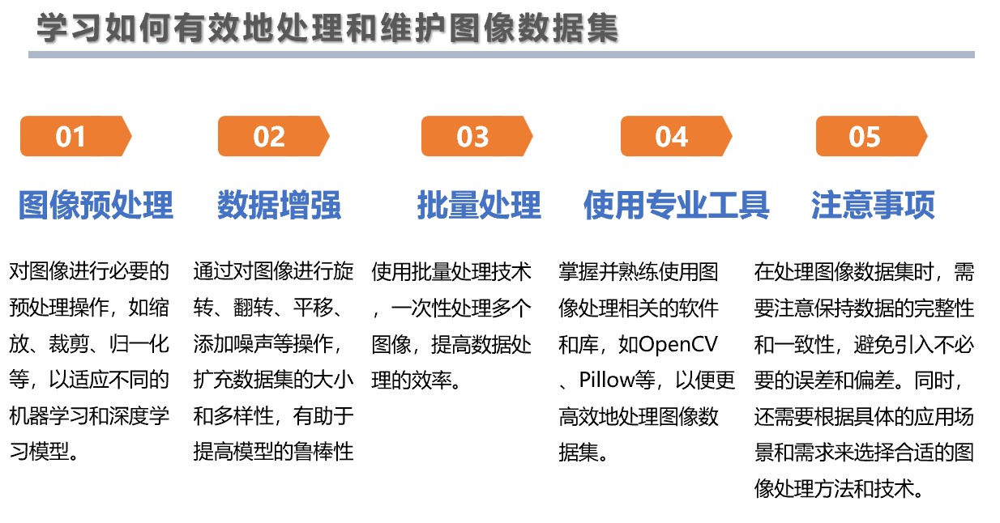 学习如何有效地处理和维护图像数据集
01
图像预处理
对图像进行必要的
预处理操作，如缩
放、裁剪、归一化
等，以适应不同的
机器学习和深度学
习模型。
02
数据增强
通过对图像进行旋
转、翻转、平移、
添加噪声等操作，
扩充数据集的大小
和多样性，有助于
提高模型的鲁棒性
03
批量处理
使用批量处理技术
，一次性处理多个
图像，提高数据处
理的效率。
04
使用专业工具
掌握并熟练使用图
像处理相关的软件
和库，如OpenCV
、Pillow等，以便更
高效地处理图像数
据集。
05
注意事项
在处理图像数据集时，需
要注意保持数据的完整性
和一致性，避免引入不必
要的误差和偏差。同时，
还需要根据具体的应用场
景和需求来选择合适的图
像处理方法和技术。